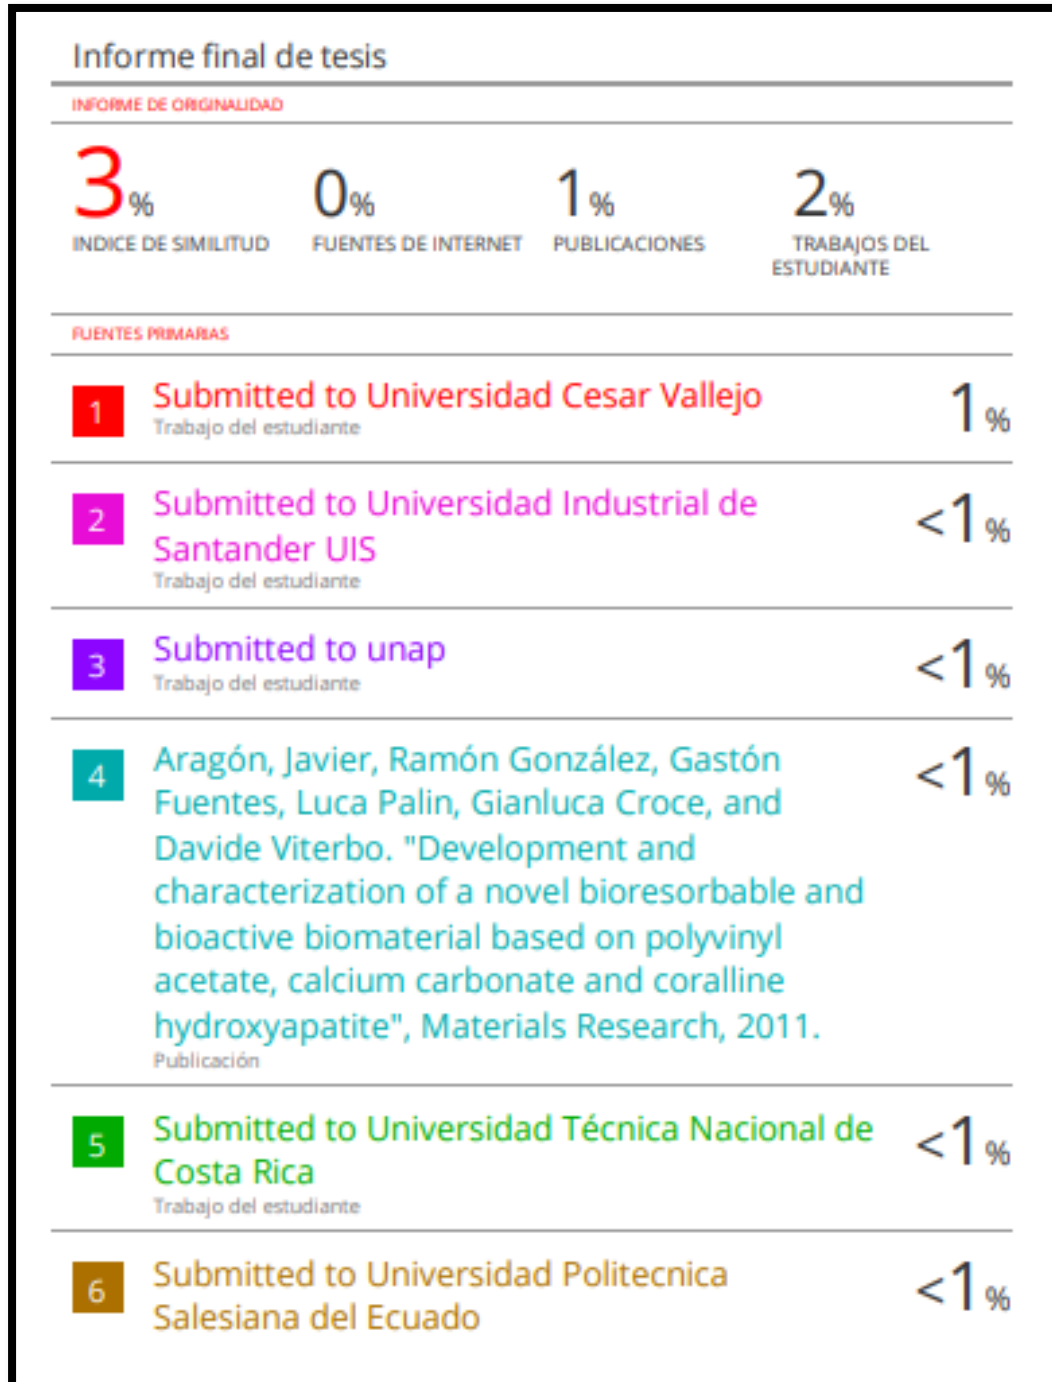 Informe final de tesis
INFORME DE ORIGINALIDAD
3%
INDICE DE SIMILITUD
0%
FUENTES DE INTERNET
1%
PUBLICACIONES
2%
TRABAJOS DEL
ESTUDIANTE
FUENTES PRIMARIAS
1 Submitted to Universidad Cesar Vallejo 1%
Trabajo del estudiante
2 Submitted to Universidad Industrial de <1%
Santander UIS
Trabajo del estudiante
3 Submitted to unap <1%
Trabajo del estudiante
4 Aragón, Javier, Ramón González, Gastón <1%
Fuentes, Luca Palin, Gianluca Croce, and
Davide Viterbo. "Development and
characterization of a novel bioresorbable and
bioactive biomaterial based on polyvinyl
acetate, calcium carbonate and coralline
hydroxyapatite", Materials Research, 2011.
Publicación
5 Submitted to Universidad Técnica Nacional de <1%
Costa Rica
Trabajo del estudiante
6 Submitted to Universidad Politecnica <1%
Salesiana del Ecuado